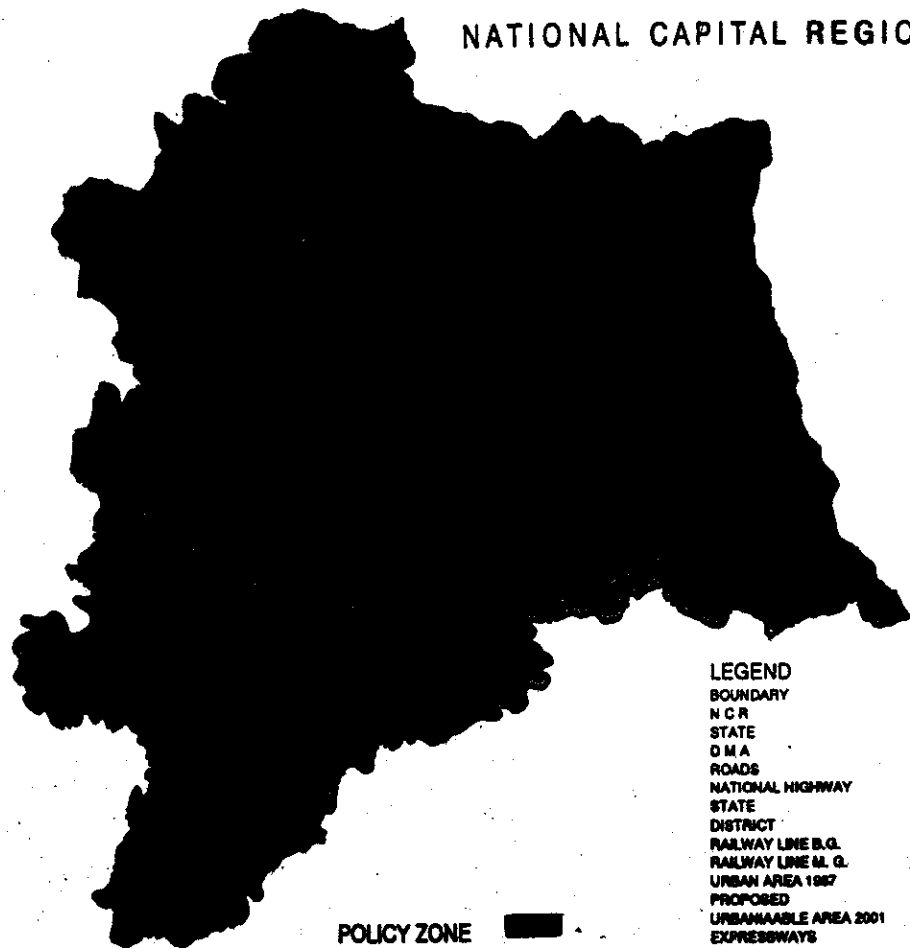 NATIONAL CAPITAL REGIO
LEGEND
BOUNDARY
N C R
STATE
D M A
ROADS
NATIONAL HIGHWAY
STATE
DISTRICT
RAILWAY LINE B.G.
RAILWAY LINE M. G.
URBAN AREA 1987
PROPOSED
URBANIAABLE AREA 2001
EXPRESSWAYS
POLICY ZONE